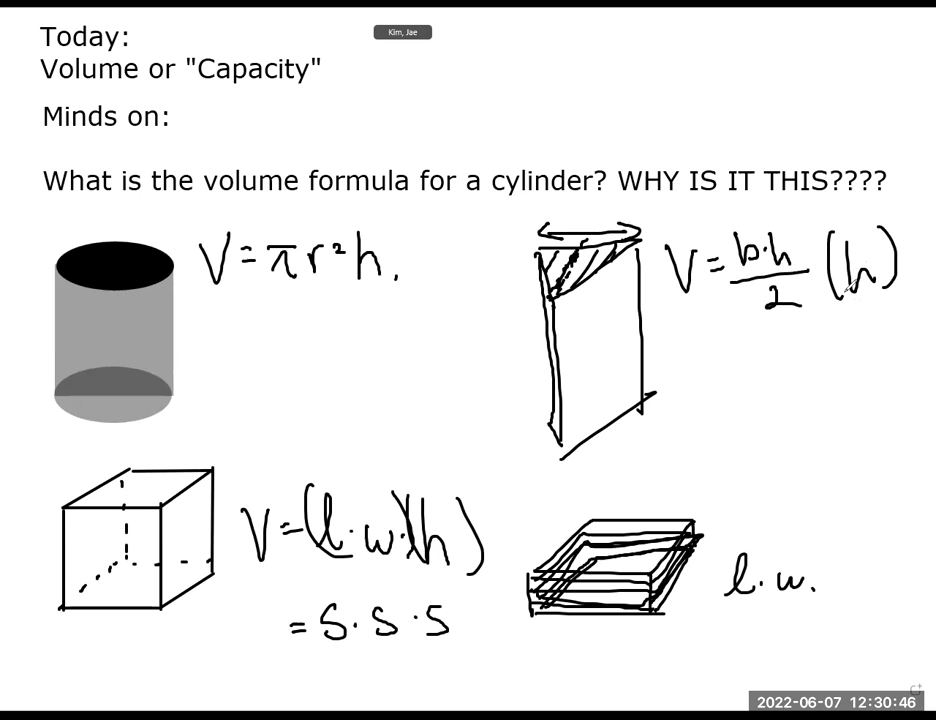 Today:
Kim, Jae
Volume or "Capacity"
Minds on:
What is the volume formula for a cylinder? WHY IS IT THIS????
V = πr²h.
V = b·h/2 (h)
V = (l·w)(h)
= S·S·S
l·w.
2022-06-07 12:30:46